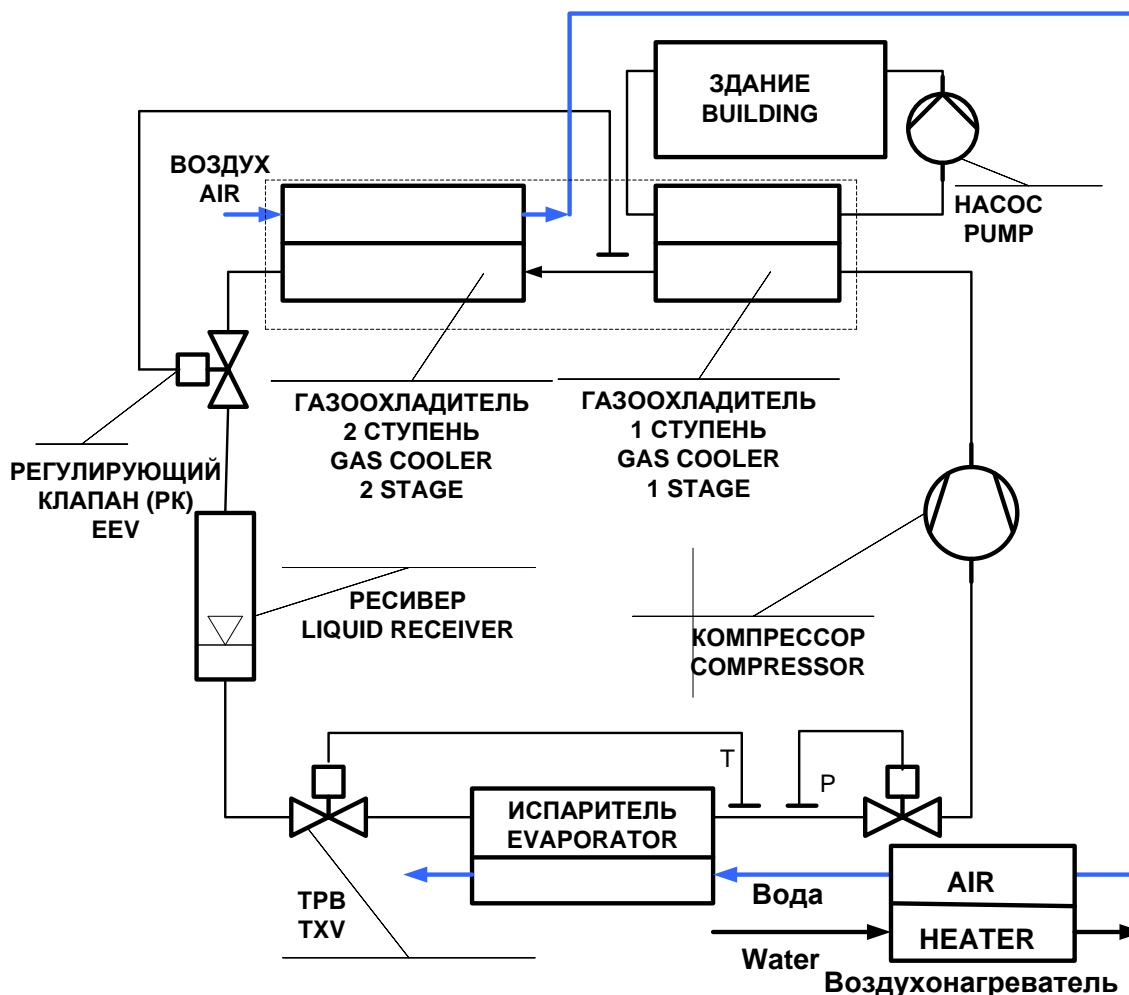 ЗДАНИЕ
BUILDING
ВОЗДУХ
AIR
НАСОС
PUMP
ГАЗООХЛАДИТЕЛЬ
2 СТУПЕНЬ
GAS COOLER
2 STAGE
ГАЗООХЛАДИТЕЛЬ
1 СТУПЕНЬ
GAS COOLER
1 STAGE
РЕГУЛИРУЮЩИЙ
КЛАПАН (РК)
EEV
РЕСИВЕР
LIQUID RECEIVER
КОМПРЕССОР
COMPRESSOR
T
P
ИСПАРИТЕЛЬ
EVAPORATOR
ТРВ
TXV
Вода
Water
AIR
HEATER
Воздухонагреватель